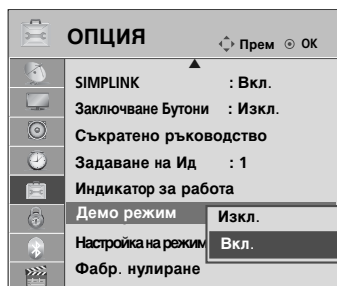 ОПЦИЯ Прем OK
SIMPLINK : Вкл.
Заключване Бутони : Изкл.
Съкратено ръководство
Задаване на Ид : 1
Индикатор за работа
Демо режим
Изкл.
Настройка на режим
Вкл.
Фабр. нулиране